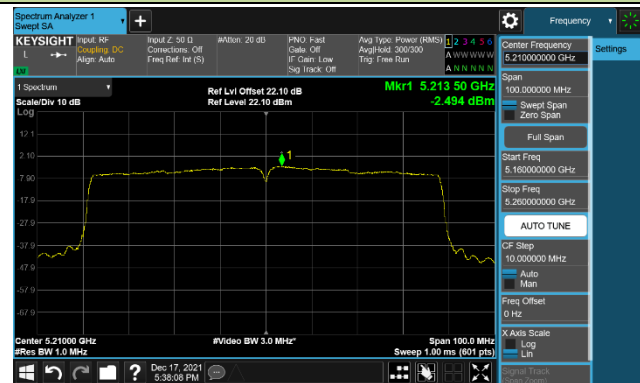 Spectrum Analyzer 1
Swept SA
Frequency
KEYSIGHT
L
LXI
Input: RF
Coupling: DC
Align: Auto
Input Z: 50 Ω
Corrections: Off
Freq Ref: Int (S)
#Atten: 20 dB
PNO: Fast
Gate: Off
IF Gain: Low
Sig Track: Off
Avg Type: Power (RMS)
Avg|Hold: 300/300
Trig: Free Run
1 2 3 4 5 6
A W W W W W
A N N N N N
1 Spectrum
Scale/Div 10 dB
Log
Ref Lvl Offset 22.10 dB
Ref Level 22.10 dBm
Mkr1 5.213 50 GHz
-2.494 dBm
12.1
2.10
-7.90
-17.9
-27.9
-37.9
-47.9
-57.9
-67.9
1
Center 5.21000 GHz
#Res BW 1.0 MHz
#Video BW 3.0 MHz*
Span 100.0 MHz
Sweep 1.00 ms (601 pts)
Dec 17, 2021
5:38:08 PM
Center Frequency
5.210000000 GHz
Settings
Span
100.000000 MHz
Swept Span
Zero Span
Full Span
Start Freq
5.160000000 GHz
Stop Freq
5.260000000 GHz
AUTO TUNE
CF Step
10.000000 MHz
Auto
Man
Freq Offset
0 Hz
X Axis Scale
Log
Lin
Signal Track
(Span Zoom)